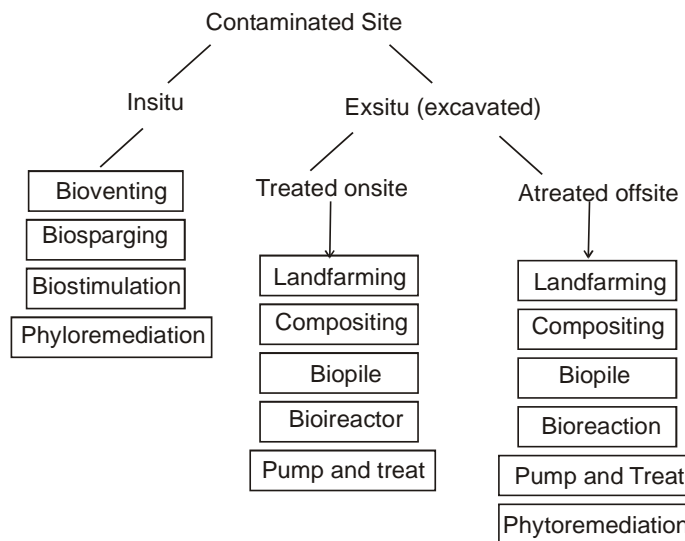 Contaminated Site
Insitu
Exsitu (excavated)
Bioventing
Biosparging
Biostimulation
Phyloremediation
Treated onsite
Landfarming
Compositing
Biopile
Bioireactor
Pump and treat
Atreated offsite
Landfarming
Compositing
Biopile
Bioreaction
Pump and Treat
Phytoremediation